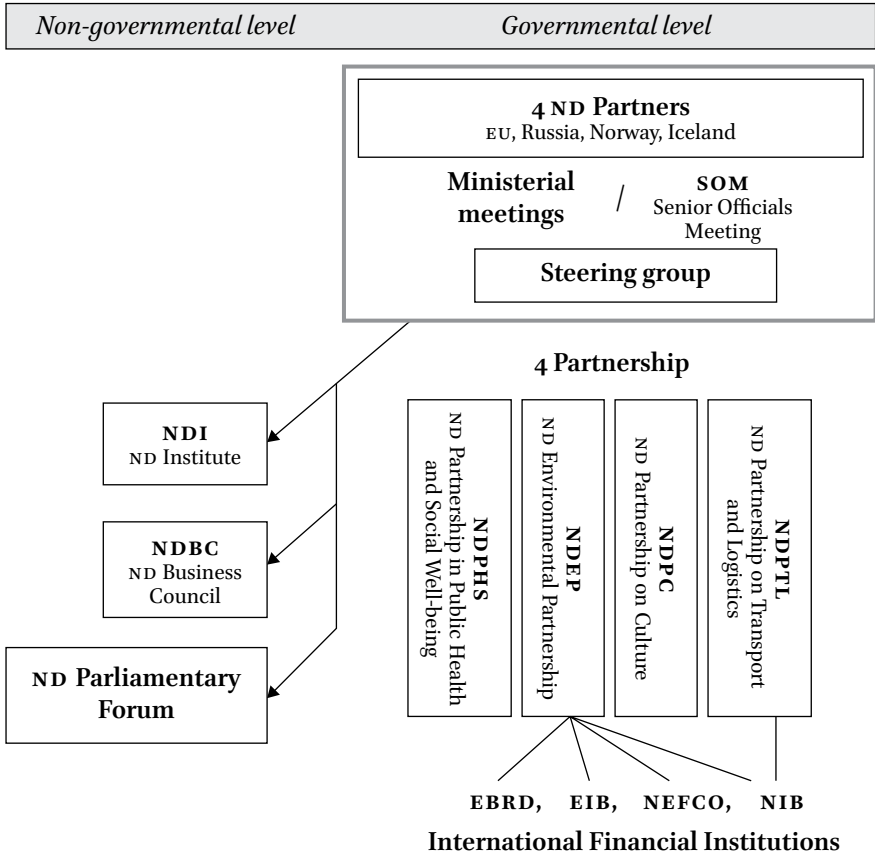 Non-governmental level
Governmental level
4 ND Partners
EU, Russia, Norway, Iceland
Ministerial
meetings
/
SOM
Senior Officials
Meeting
Steering group
4 Partnership
NDI
ND Institute
NDBC
ND Business
Council
ND Parliamentary
Forum
NDPHS
ND Partnership in Public Health
and Social Well-being
NDEP
ND Environmental Partnership
NDPC
ND Partnership on Culture
NDPTL
ND Partnership on Transport
and Logistics
EBRD, EIB, NEFCO, NIB
International Financial Institutions